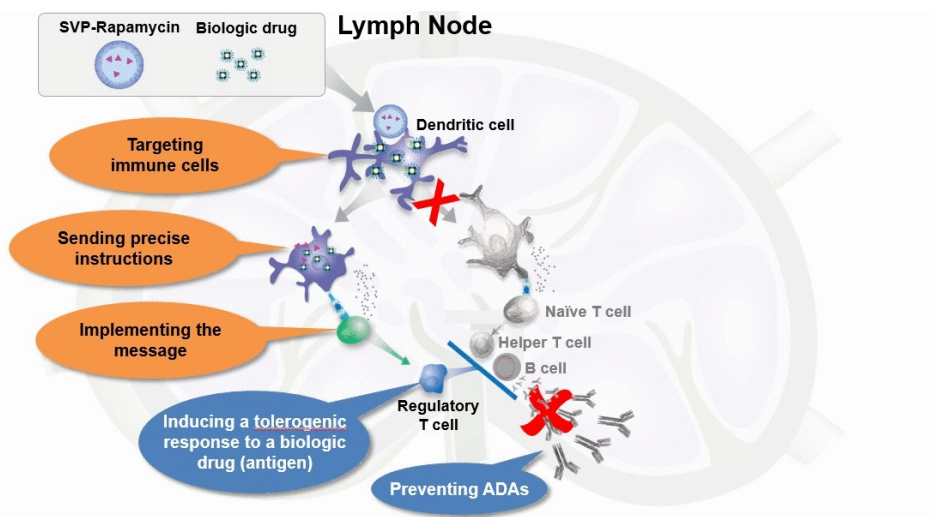 Lymph Node
SVP-Rapamycin
Biologic drug
Dendritic cell
Targeting
immune cells
Sending precise
instructions
Naïve T cell
Implementing the
message
Helper T cell
B cell
Regulatory
T cell
Inducing a tolerogenic
response to a biologic
drug (antigen)
Preventing ADAs